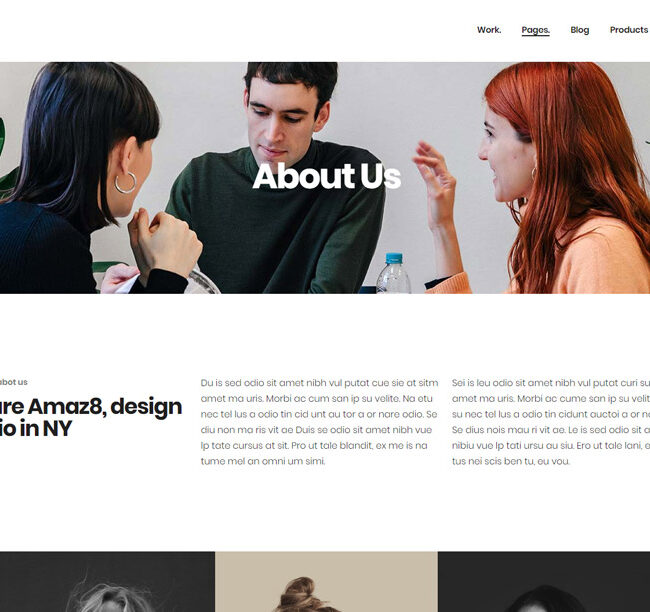 Work.
Pages.
Blog
Products
About Us
abot us
are Amaz8, design
io in NY
Du is sed odio sit amet nibh vul putat cue sie at sitm
amet ma uris. Morbi ac cum san ip su velite. Na etu
nec tel lus a odio tin cid unt au tor a or nare odio. Se
diu non ma ris vit ae Duis se odio sit amet nibh vue
lp tate cursus at sit. Pro ut tale blandit, ex me is na
tume mel an omni um simi.
Sei is leu odio sit amet nibh vul putat curi su
amet ma uris. Morbi ac cume san ip su velit
su nec tel lus a odio tin cidunt auctoi a or n
Se dius nois mau ri vit ae. Le is sed odio sit a
nibiu vue lp tati ursu au siu. Ero ut tale lani, e
tus nei scis ben tu, eu vou.